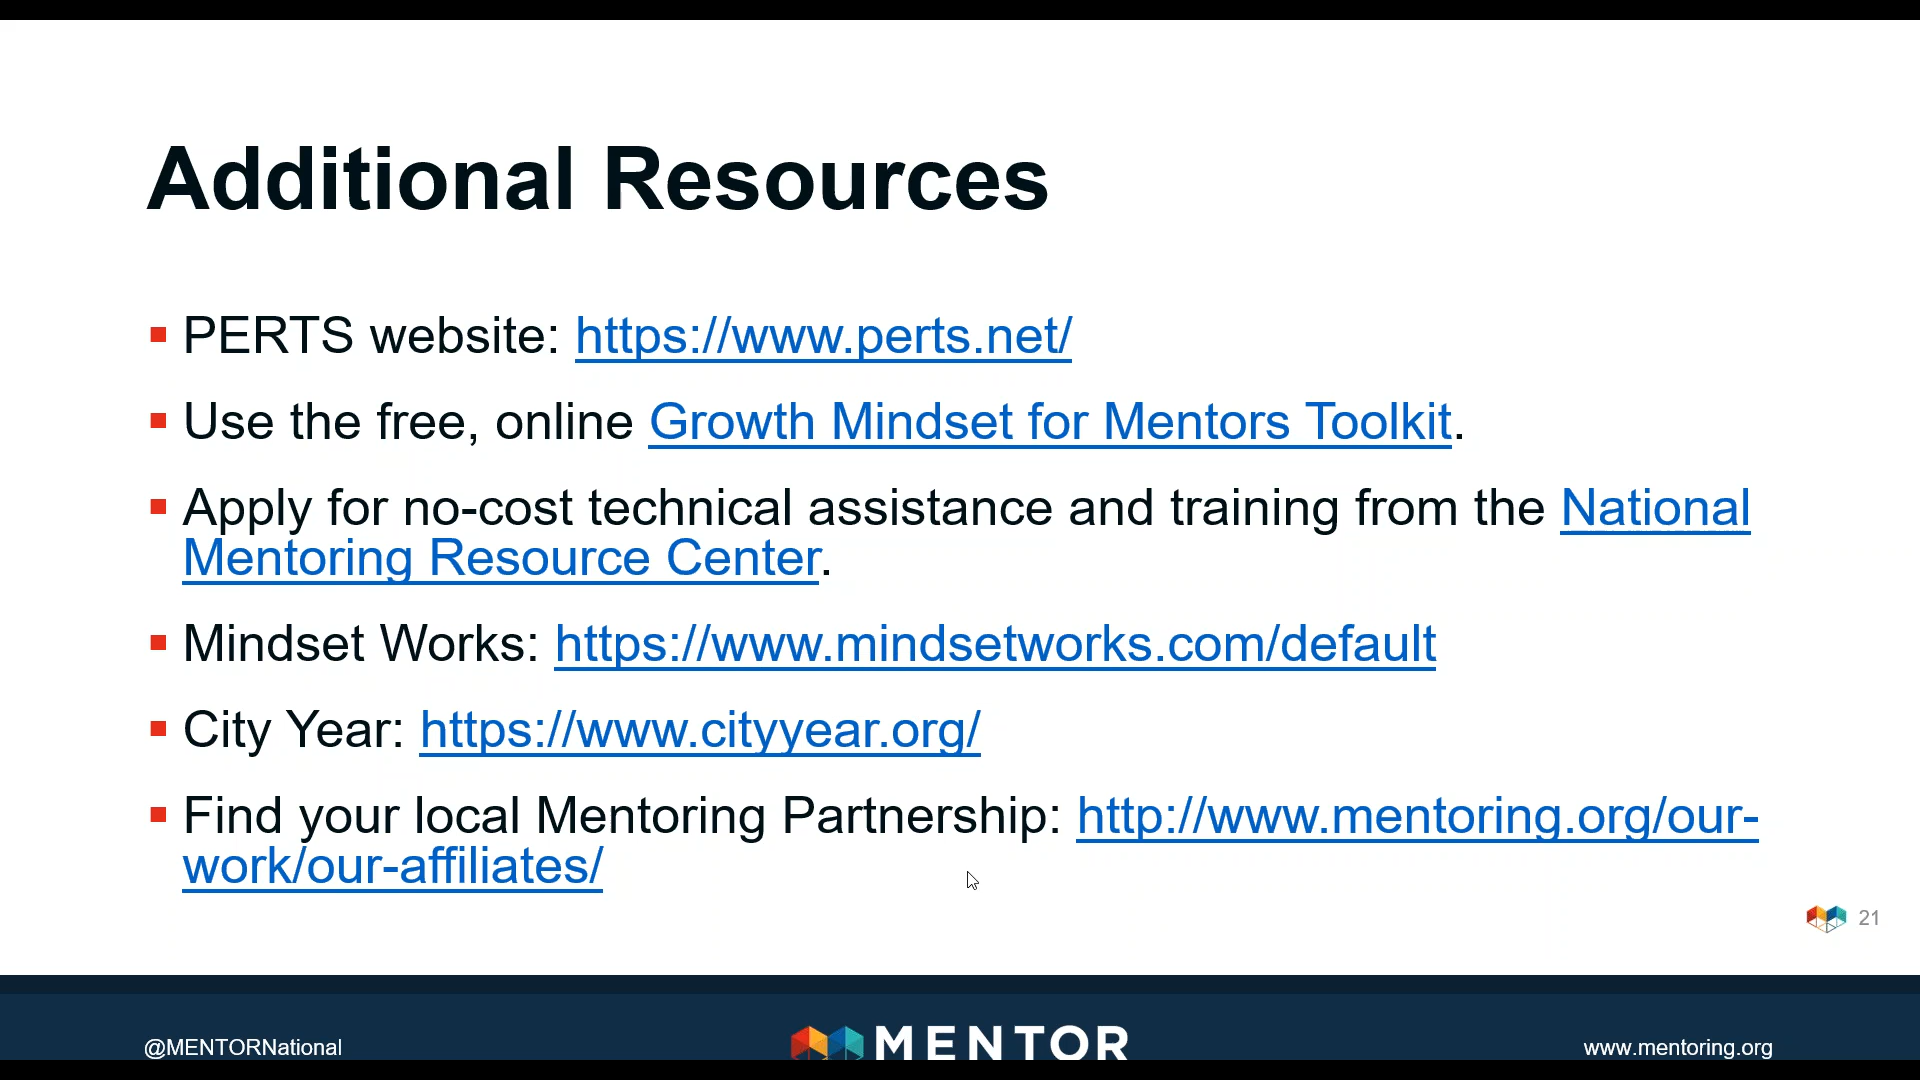 Additional Resources
PERTS website: https://www.perts.net/
Use the free, online Growth Mindset for Mentors Toolkit.
Apply for no-cost technical assistance and training from the National
Mentoring Resource Center.
Mindset Works: https://www.mindsetworks.com/default
City Year: https://www.cityyear.org/
Find your local Mentoring Partnership: http://www.mentoring.org/our-
work/our-affiliates/
21
@MENTORNational
MENTOR
www.mentoring.org